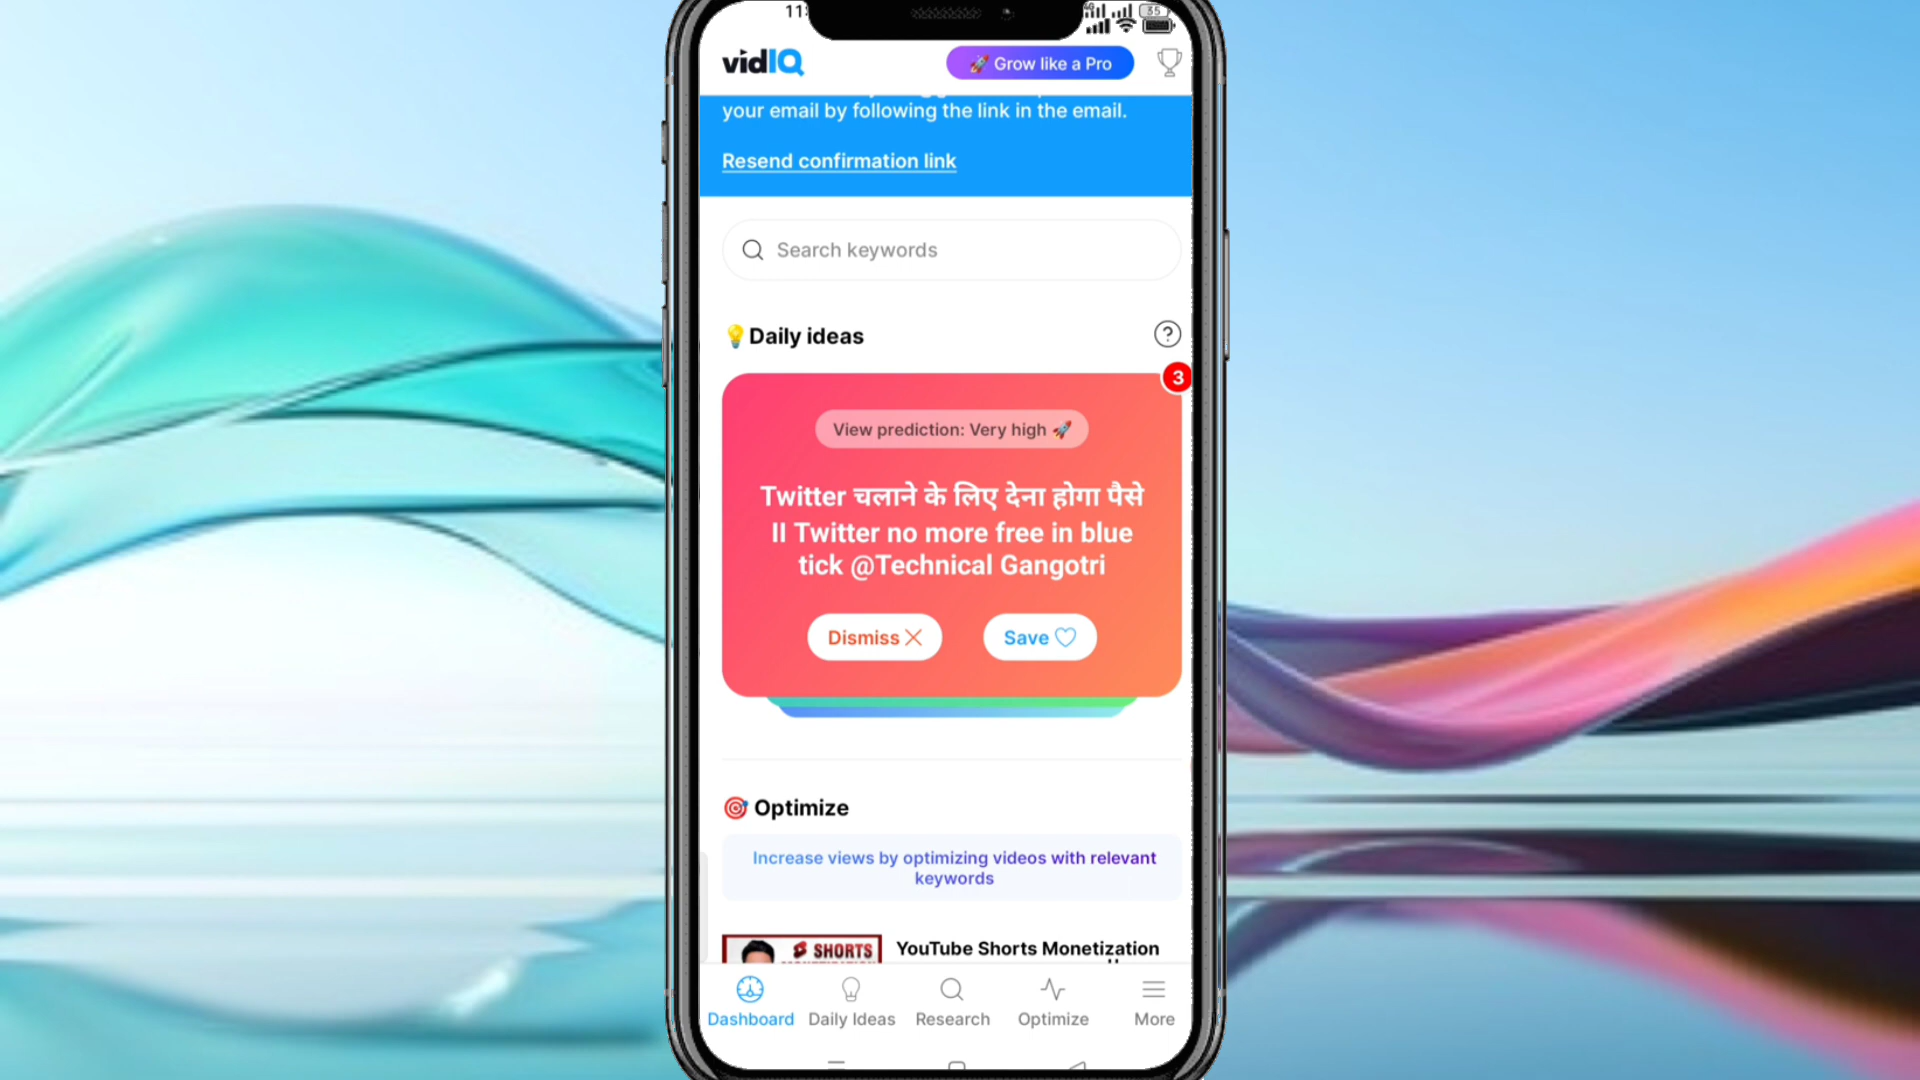 11:
35
vidIQ
Grow like a Pro
your email by following the link in the email.
Resend confirmation link
Search keywords
Daily ideas
?
3
View prediction: Very high
Twitter चलाने के लिए देना होगा पैसे
II Twitter no more free in blue
tick @Technical Gangotri
Dismiss
Save
Optimize
Increase views by optimizing videos with relevant
keywords
SHORTS
YouTube Shorts Monetization
Dashboard
Daily Ideas
Research
Optimize
More